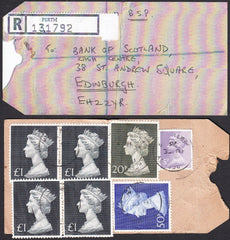 R
PERTH
131792
B.S.P.
To: BANK OF SCOTLAND,
CASH CENTRE,
38 ST. ANDREW SQUARE,
EDINBURGH.
EH2 2YR.
£1
£1
20p
£1
£1
50p